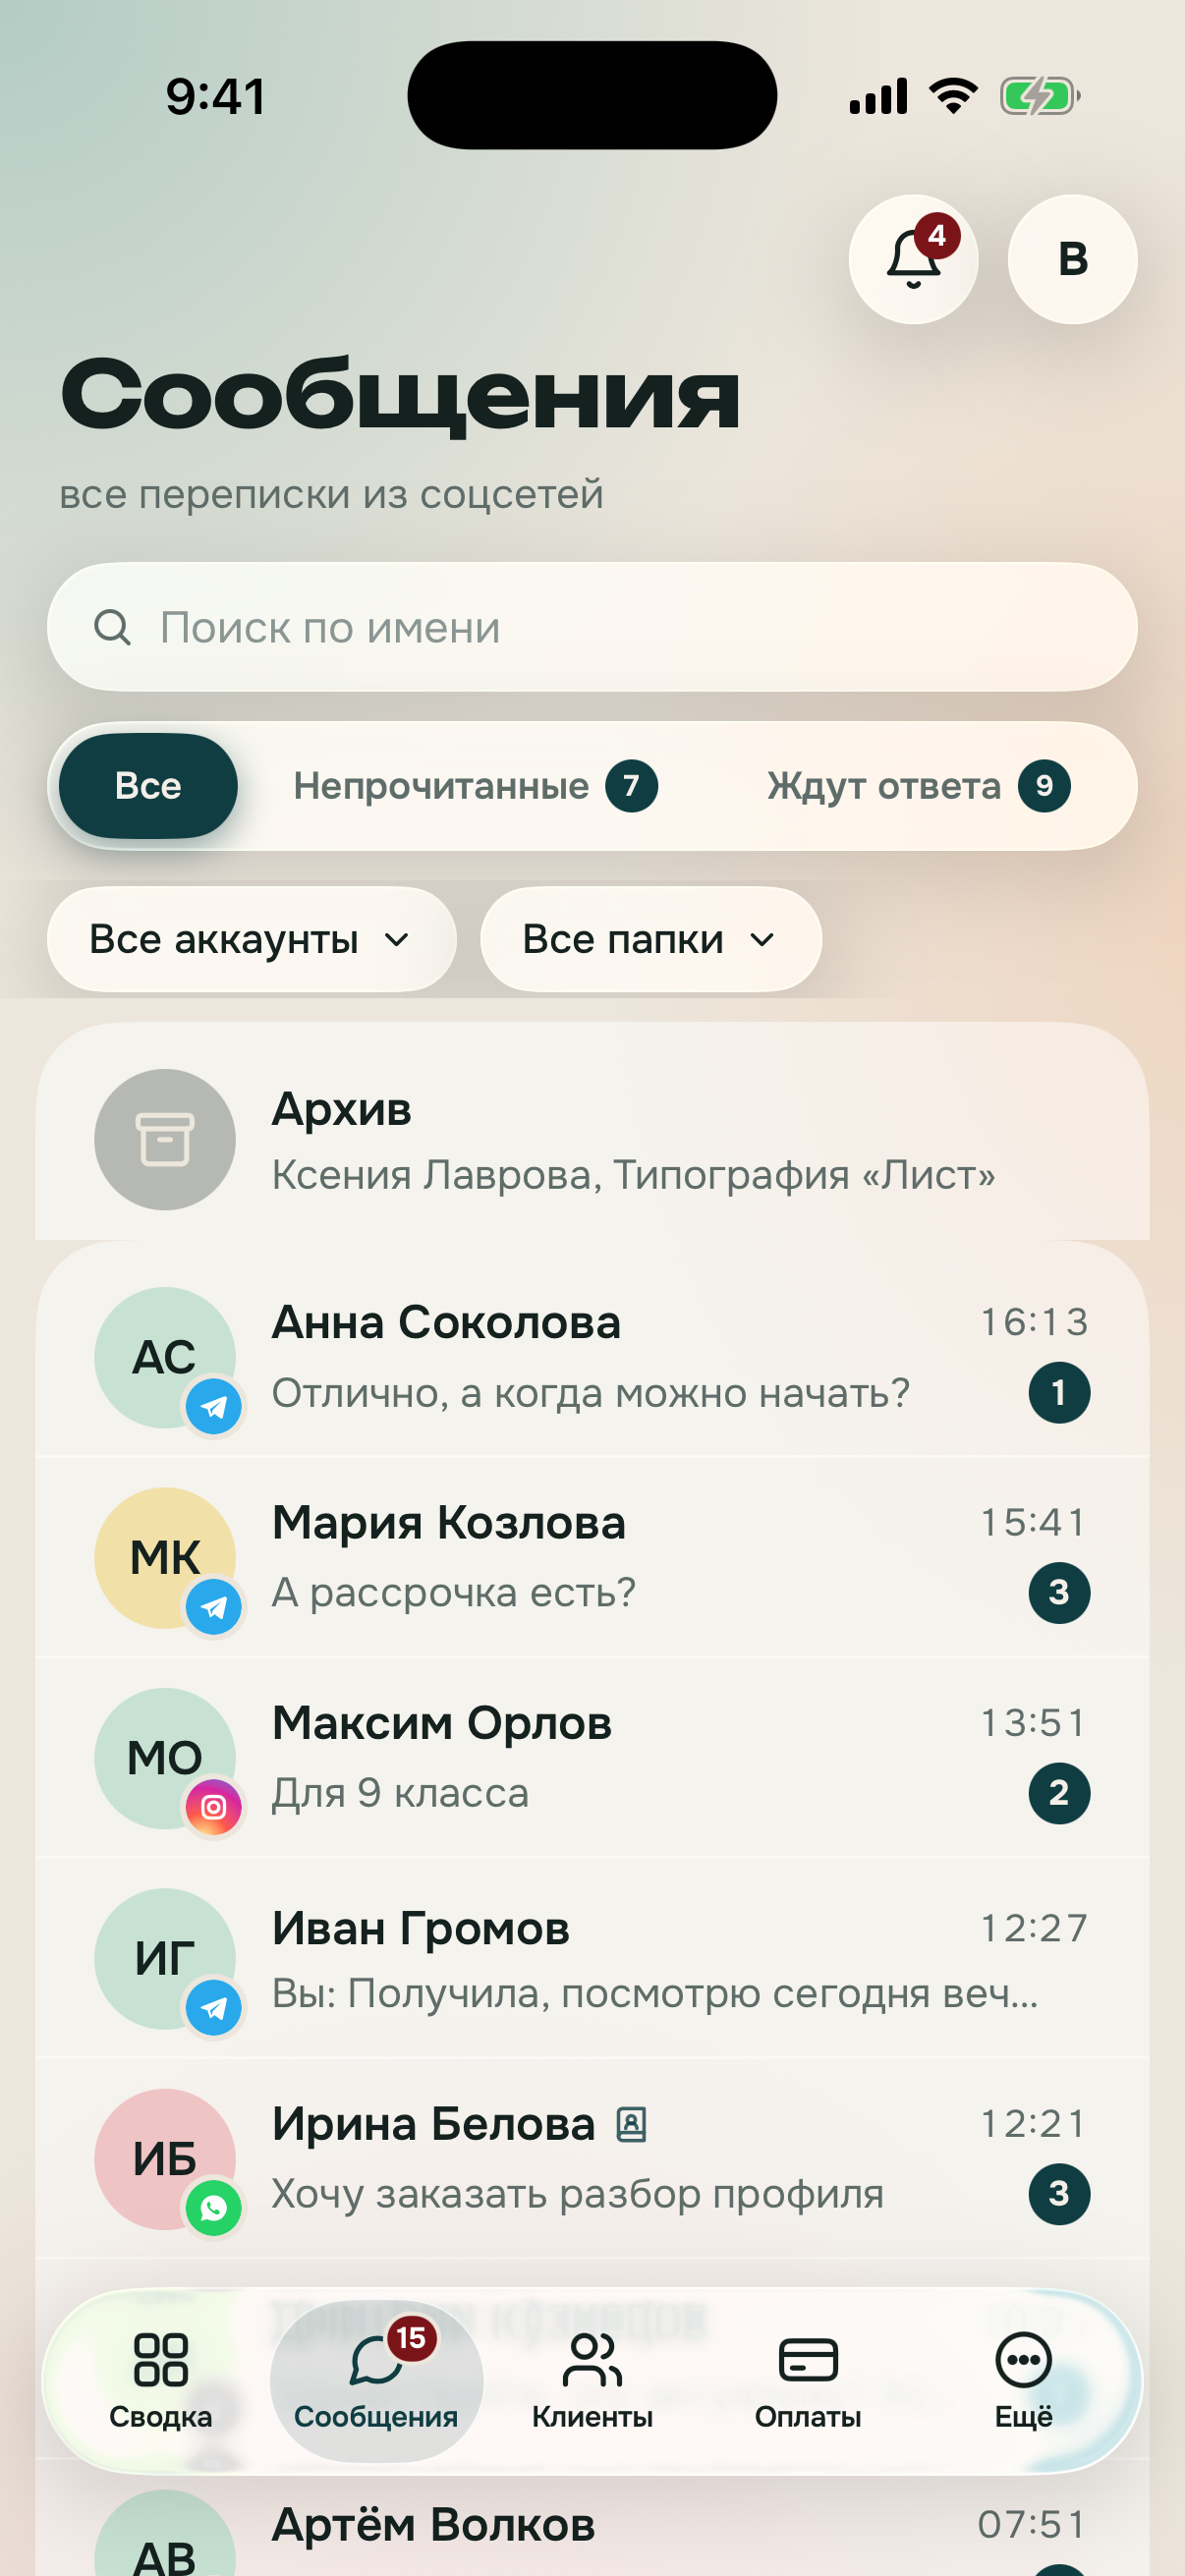 9:41
4
В
Сообщения
все переписки из соцсетей
Поиск по имени
Все
Непрочитанные 7
Ждут ответа 9
Все аккаунты
Все папки
Архив
Ксения Лаврова, Типография «Лист»
АС
Анна Соколова 16:13
Отлично, а когда можно начать? 1
МК
Мария Козлова 15:41
А рассрочка есть? 3
МО
Максим Орлов 13:51
Для 9 класса 2
ИГ
Иван Громов 12:27
Вы: Получила, посмотрю сегодня веч...
ИБ
Ирина Белова 12:21
Хочу заказать разбор профиля 3
15
Сводка
Сообщения
Клиенты
Оплаты
Ещё
АВ
Артём Волков 07:51